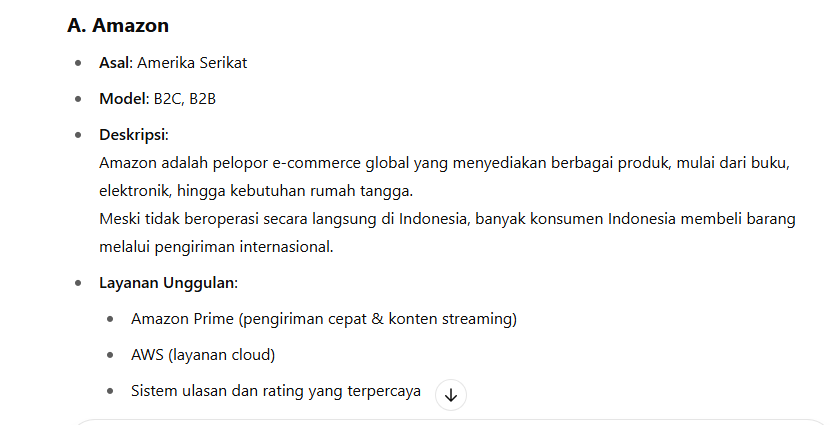 A. Amazon
Asal: Amerika Serikat
Model: B2C, B2B
Deskripsi:
Amazon adalah pelopor e-commerce global yang menyediakan berbagai produk, mulai dari buku,
elektronik, hingga kebutuhan rumah tangga.
Meski tidak beroperasi secara langsung di Indonesia, banyak konsumen Indonesia membeli barang
melalui pengiriman internasional.
Layanan Unggulan:
Amazon Prime (pengiriman cepat & konten streaming)
AWS (layanan cloud)
Sistem ulasan dan rating yang terpercaya